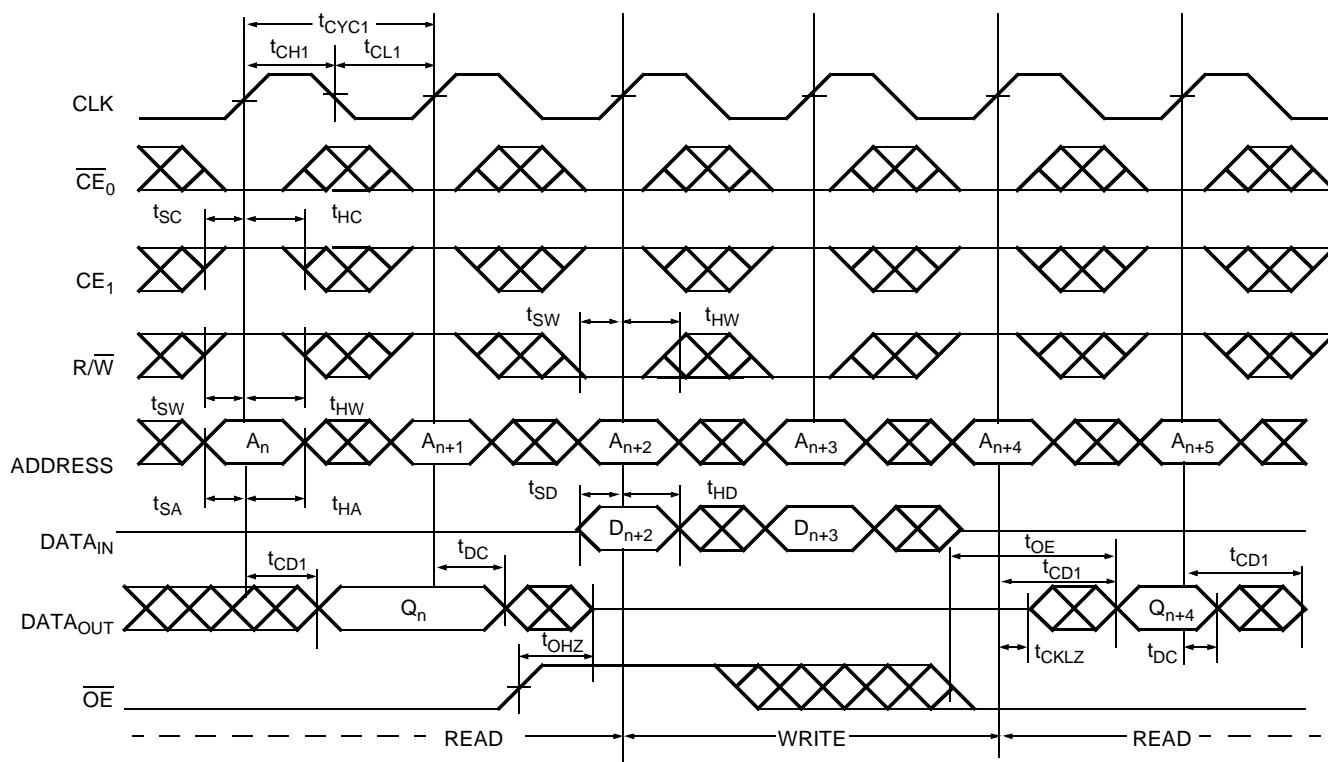 tCYC1
tCH1 tCL1
CLK
CE0
tSC tHC
CE1
tSW tHW
R/W
tSW tHW
An An+1 An+2 An+3 An+4 An+5
ADDRESS
tSA tHA tSD tHD
Dn+2 Dn+3
DATAIN
tOE
tCD1 tDC tCD1 tCD1
Qn Qn+4
DATAOUT
tOHZ tCKLZ tDC
OE
READ WRITE READ